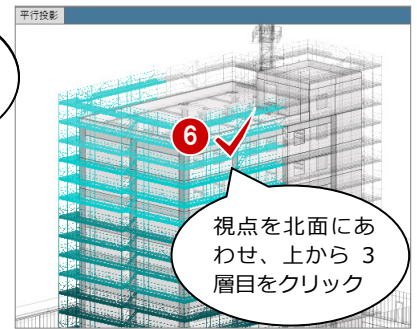 平行投影
6
視点を北面にあ
わせ、上から 3
層目をクリック